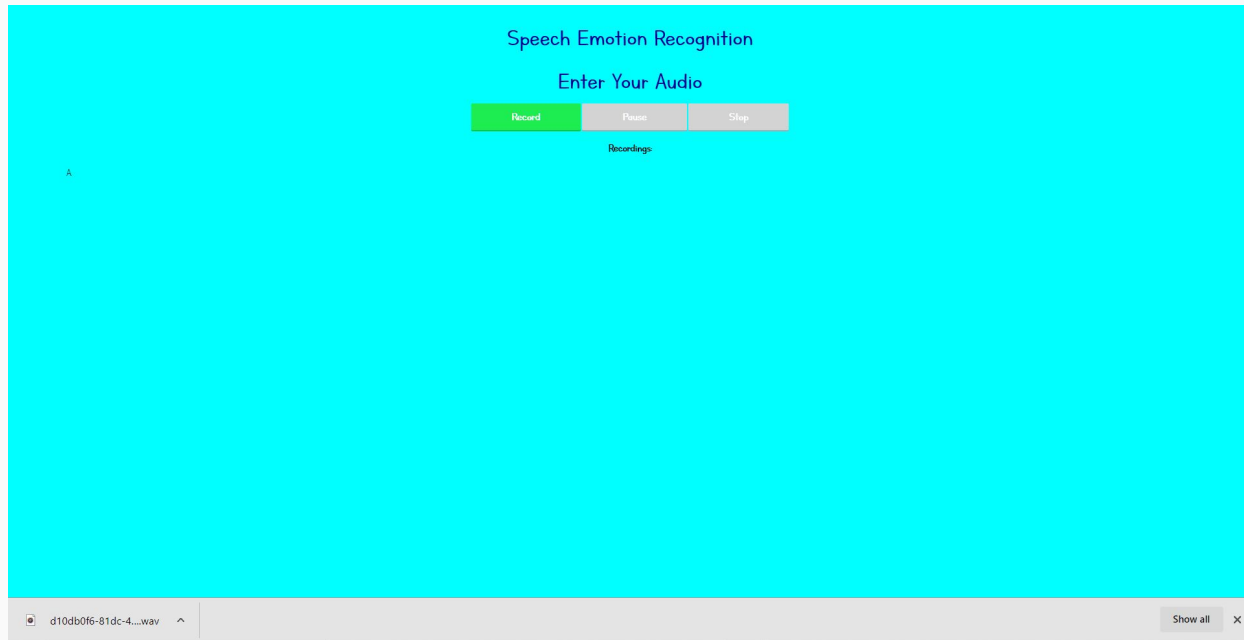 Speech Emotion Recognition
Enter Your Audio
Record Pause Stop
Recordings:
A
d10db0f6-81dc-4....wav Show all